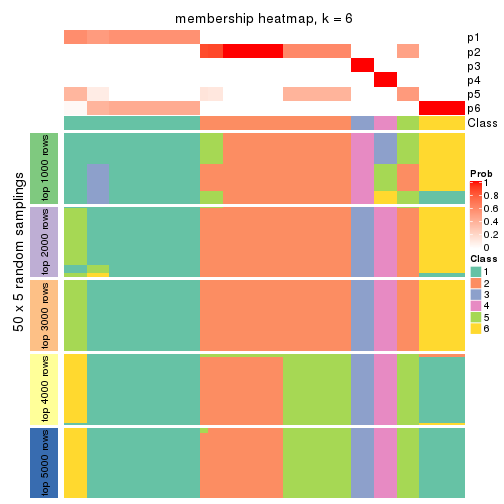 membership heatmap, k = 6
p1
p2
p3
p4
p5
p6
Class
50 x 5 random samplings
top 1000 rows
top 2000 rows
top 3000 rows
top 4000 rows
top 5000 rows
Prob
1
0.8
0.6
0.4
0.2
0
Class
1
2
3
4
5
6